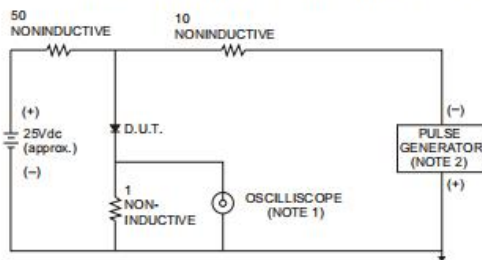 50
NONINDUCTIVE
10
NONINDUCTIVE
(+)
25Vdc
(approx.)
(–)
D.U.T.
1
NON-
INDUCTIVE
OSCILLISCOPE
(NOTE 1)
(–)
PULSE
GENERATOR
(NOTE 2)
(+)